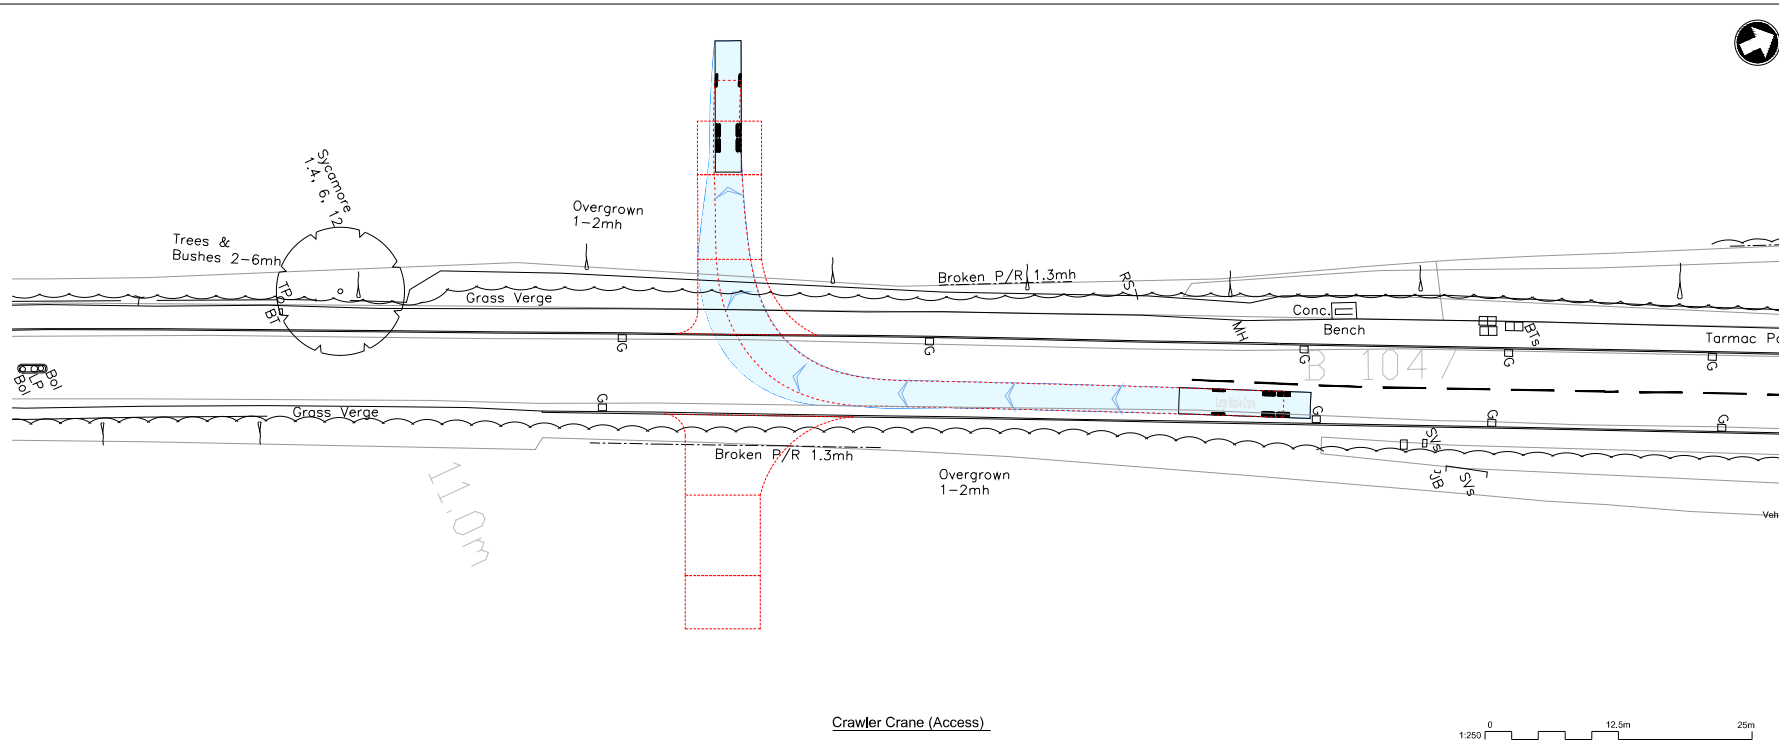 Sycamore
1.4, 6, 12
Trees &
Bushes 2-6mh
Overgrown
1-2mh
TP
BT
Grass Verge
Broken P/R 1.3mh
RS
Conc.
Bench
MH
BTs
Tarmac Pa
G
G
G
G
G
B 1047
Bol
LP
Bol
Grass Verge
G
G
G
G
Broken P/R 1.3mh
Overgrown
1-2mh
SVs
JB
SVs
11.0m
Veh
Crawler Crane (Access)
0 12.5m 25m
1:250